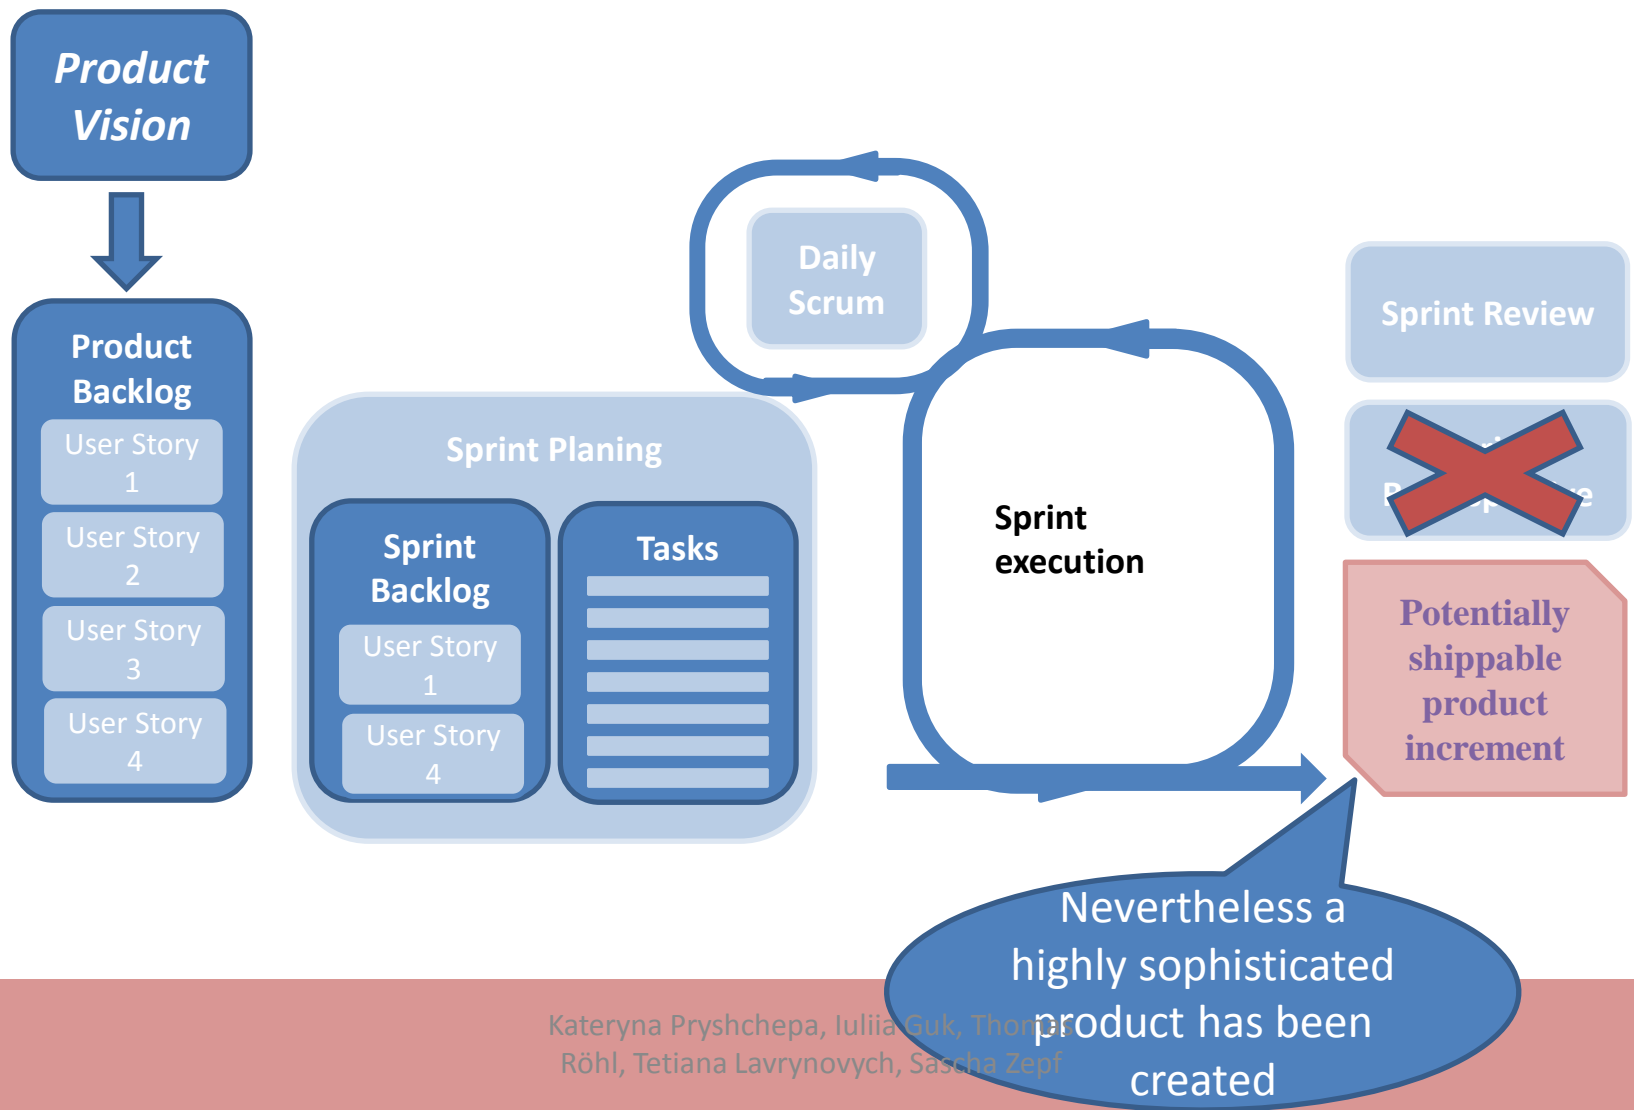 Product
Vision
Product
Backlog
User Story
1
User Story
2
User Story
3
User Story
4
Sprint Planing
Sprint
Backlog
User Story
1
User Story
4
Tasks
Daily
Scrum
Sprint
execution
Sprint Review
Potentially
shippable
product
increment
Nevertheless a
highly sophisticated
product has been
created
Kateryna Pryshchepa, Iuliia Guk, Thomas
Röhl, Tetiana Lavrynovych, Sascha Zepf